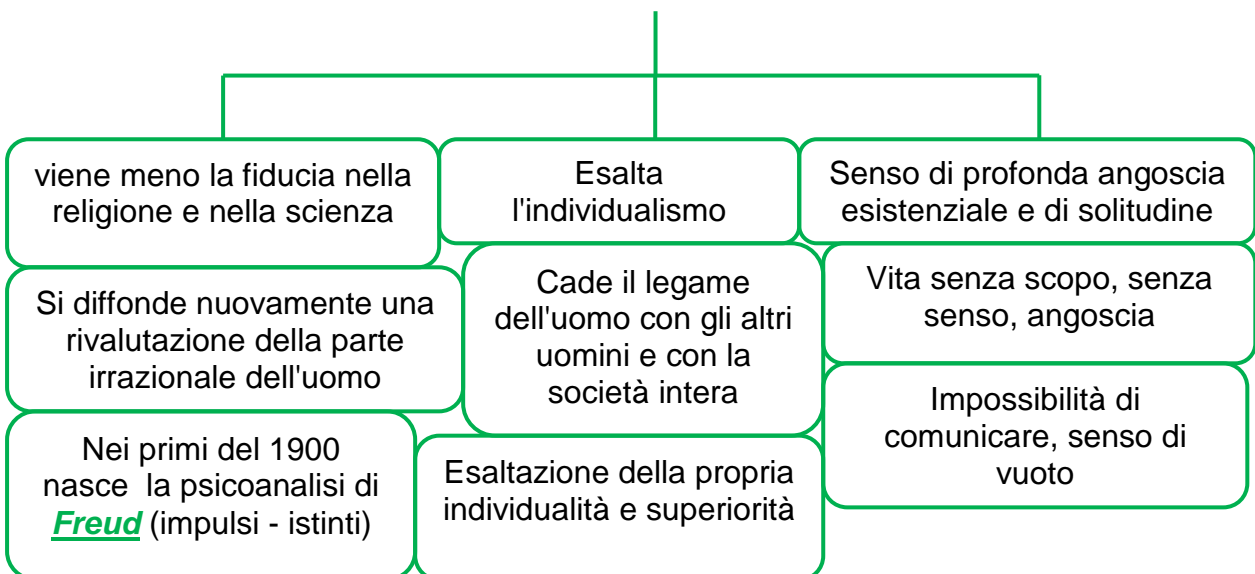 viene meno la fiducia nella
religione e nella scienza
Si diffonde nuovamente una
rivalutazione della parte
irrazionale dell'uomo
Nei primi del 1900
nasce  la psicoanalisi di
Freud (impulsi - istinti)
Esalta
l'individualismo
Cade il legame
dell'uomo con gli altri
uomini e con la
società intera
Esaltazione della propria
individualità e superiorità
Senso di profonda angoscia
esistenziale e di solitudine
Vita senza scopo, senza
senso, angoscia
Impossibilità di
comunicare, senso di
vuoto